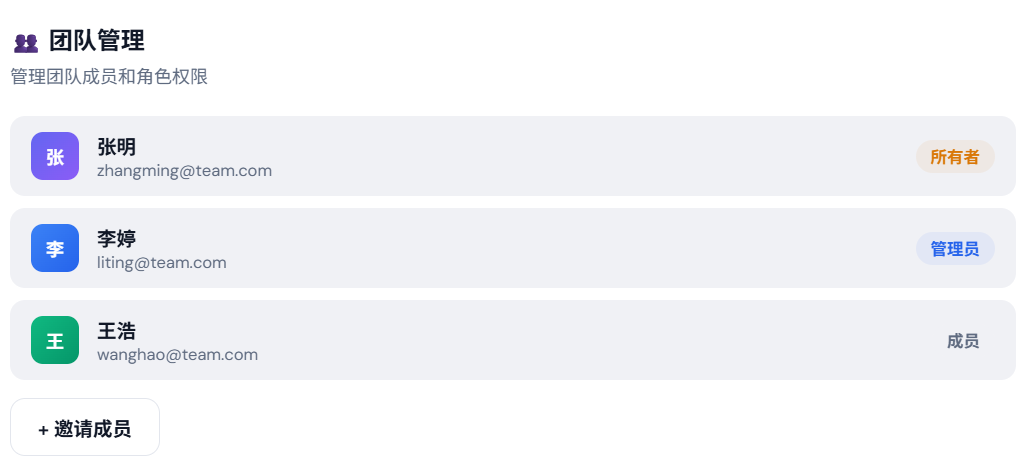 团队管理
管理团队成员和角色权限
张
张明
zhangming@team.com
所有者
李
李婷
liting@team.com
管理员
王
王浩
wanghao@team.com
成员
+ 邀请成员